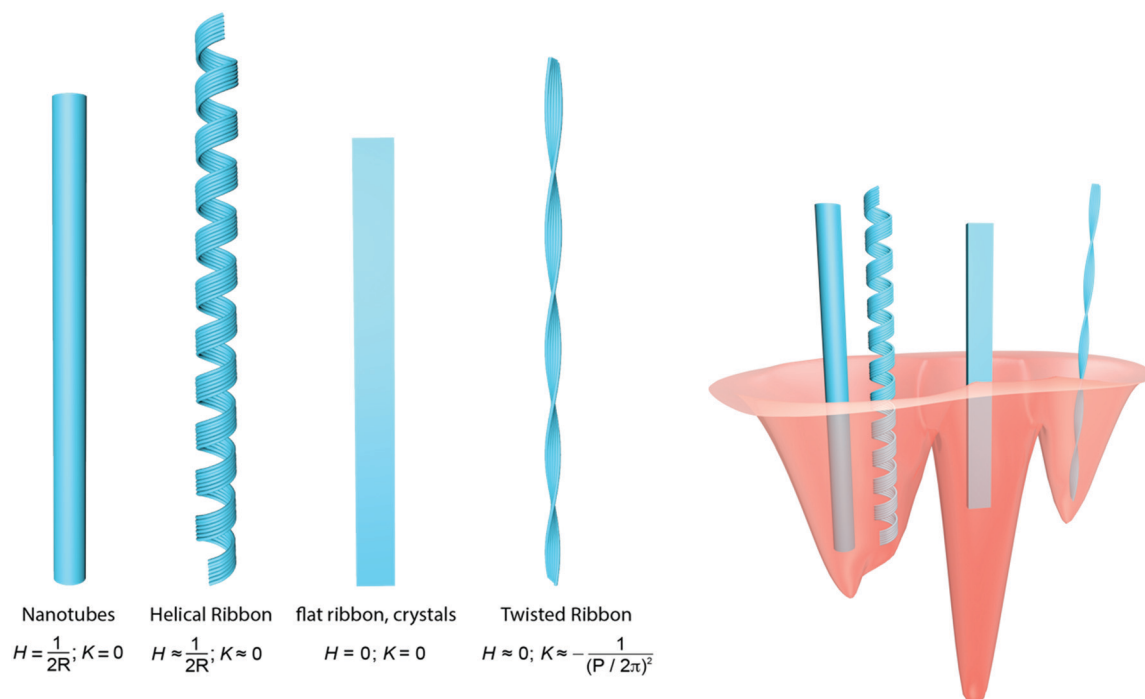 Nanotubes
Helical Ribbon
flat ribbon, crystals
Twisted Ribbon
H = 1/2R; K = 0
H ≈ 1/2R; K ≈ 0
H = 0; K = 0
H ≈ 0; K ≈ − 1/(P / 2π)²